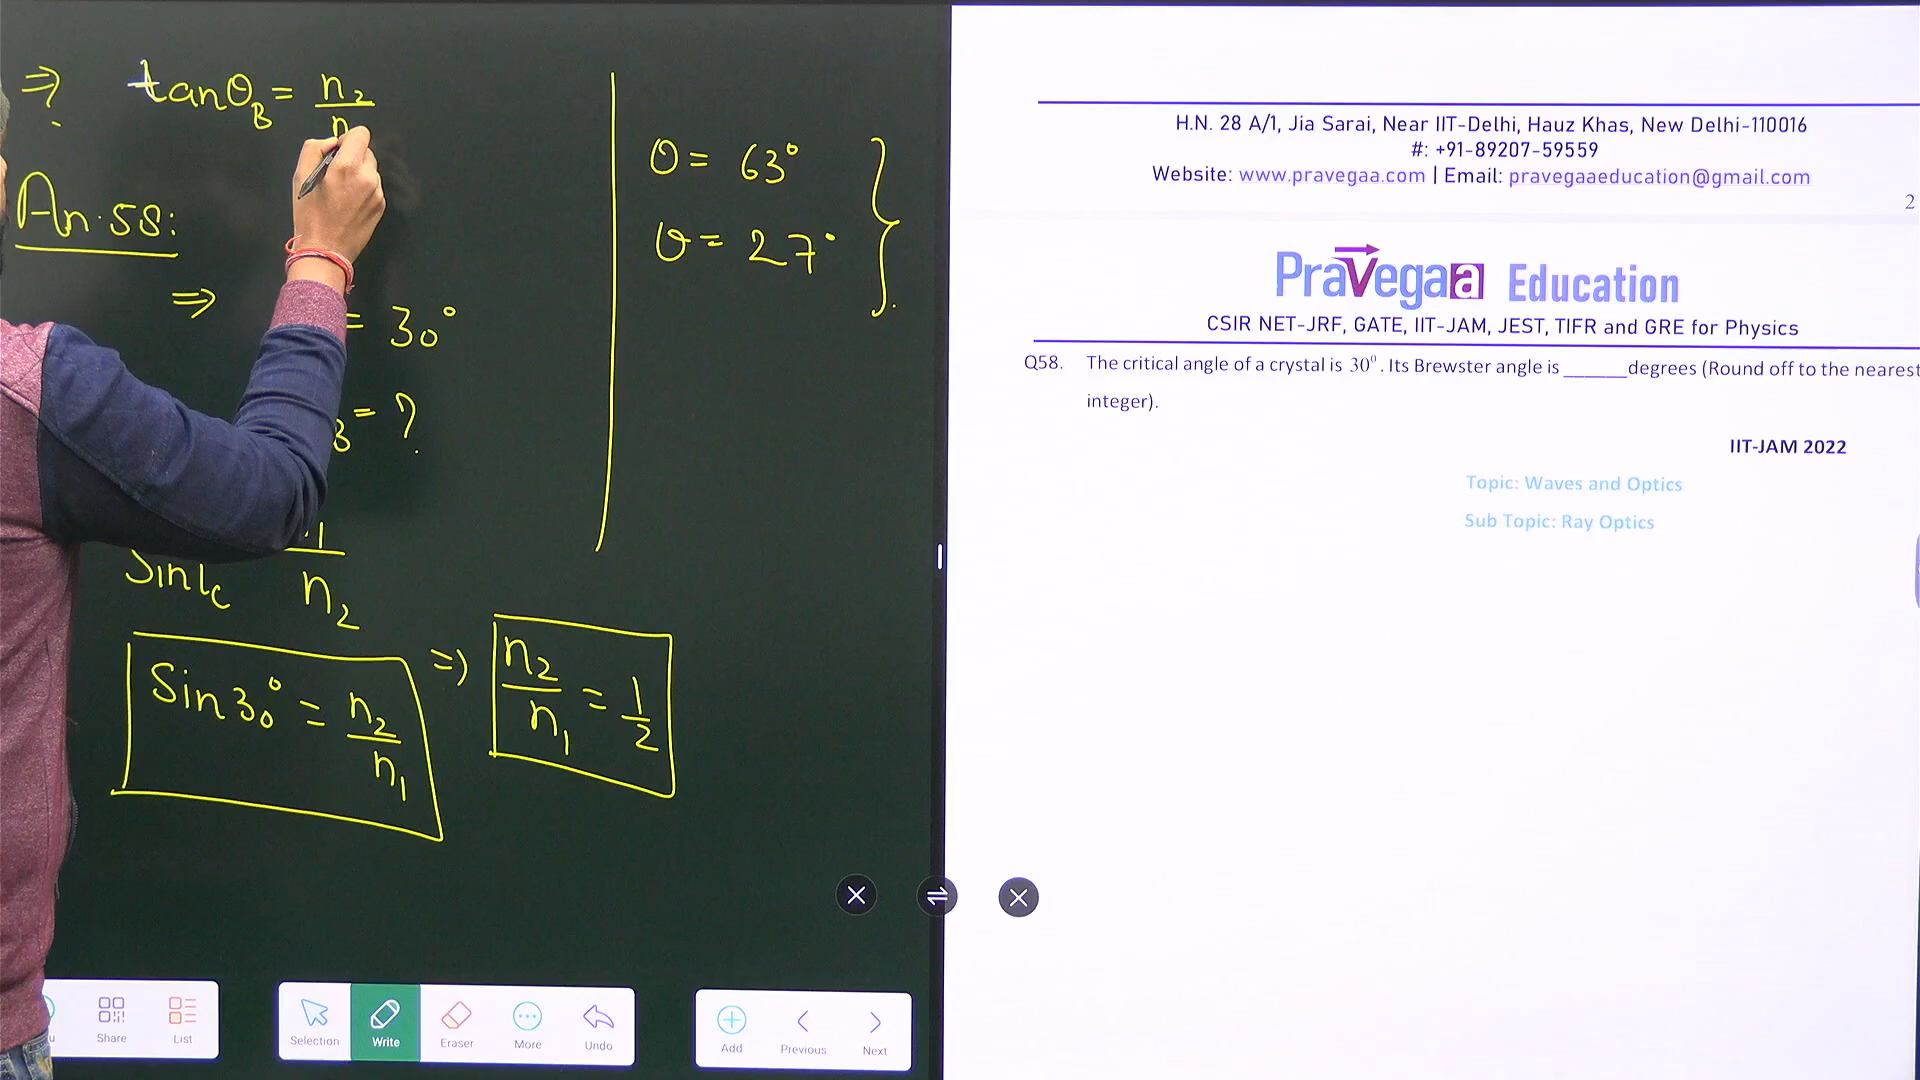 ⇒ tanθB = n2/n
An. 58:
⇒ = 30°
B = ?
Sin ic 1/n2
Sin30° = n2/n1 ⇒ n2/n1 = 1/2
θ = 63°
θ = 27°
H.N. 28 A/1, Jia Sarai, Near IIT-Delhi, Hauz Khas, New Delhi-110016
#: +91-89207-59559
Website: www.pravegaa.com | Email: pravegaaeducation@gmail.com
2
Pravegaa Education
CSIR NET-JRF, GATE, IIT-JAM, JEST, TIFR and GRE for Physics
Q58. The critical angle of a crystal is 30⁰. Its Brewster angle is ______degrees (Round off to the nearest
integer).
IIT-JAM 2022
Topic: Waves and Optics
Sub Topic: Ray Optics
u Share List Selection Write Eraser More Undo Add Previous Next